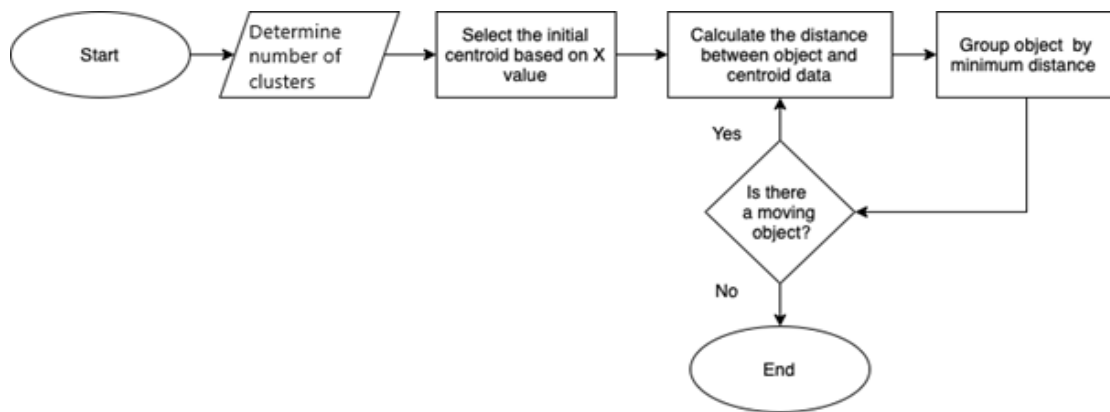 Start
Determine
number of
clusters
Select the initial
centroid based on X
value
Calculate the distance
between object and
centroid data
Group object by
minimum distance
Yes
Is there
a moving
object?
No
End